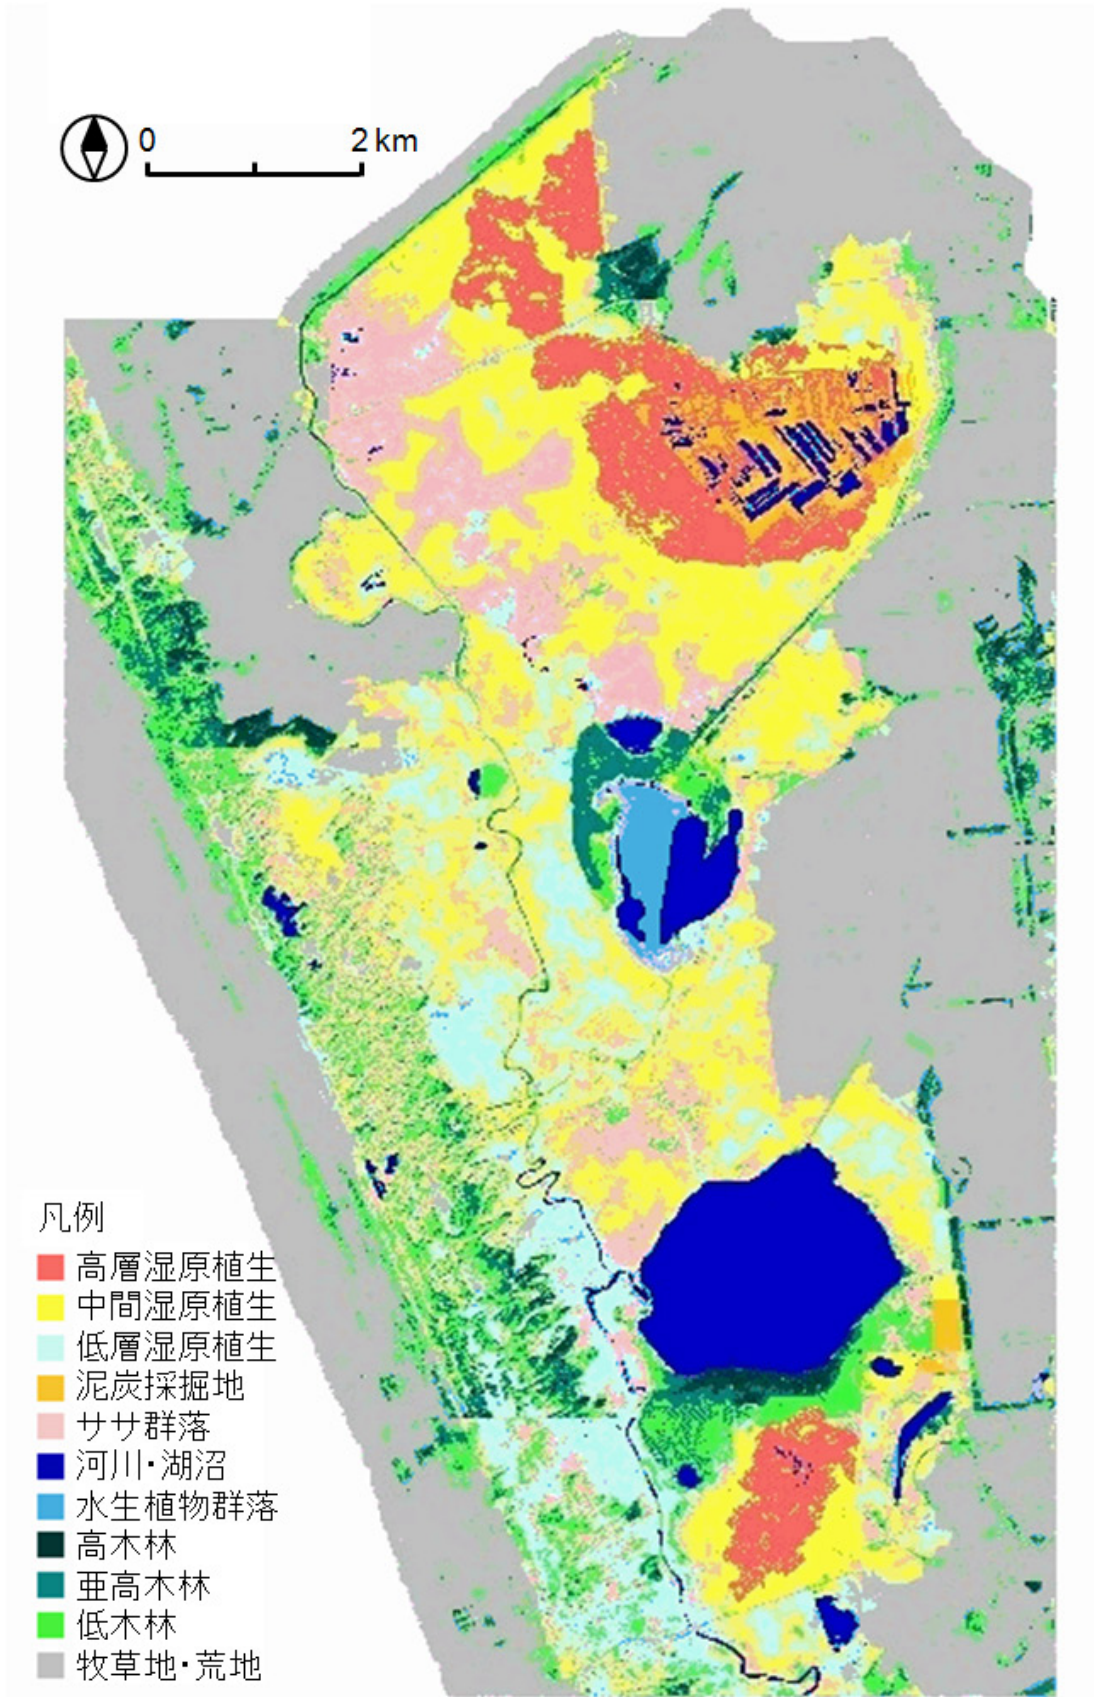 0 2 km
凡例
高層湿原植生
中間湿原植生
低層湿原植生
泥炭採掘地
ササ群落
河川・湖沼
水生植物群落
高木林
亜高木林
低木林
牧草地・荒地